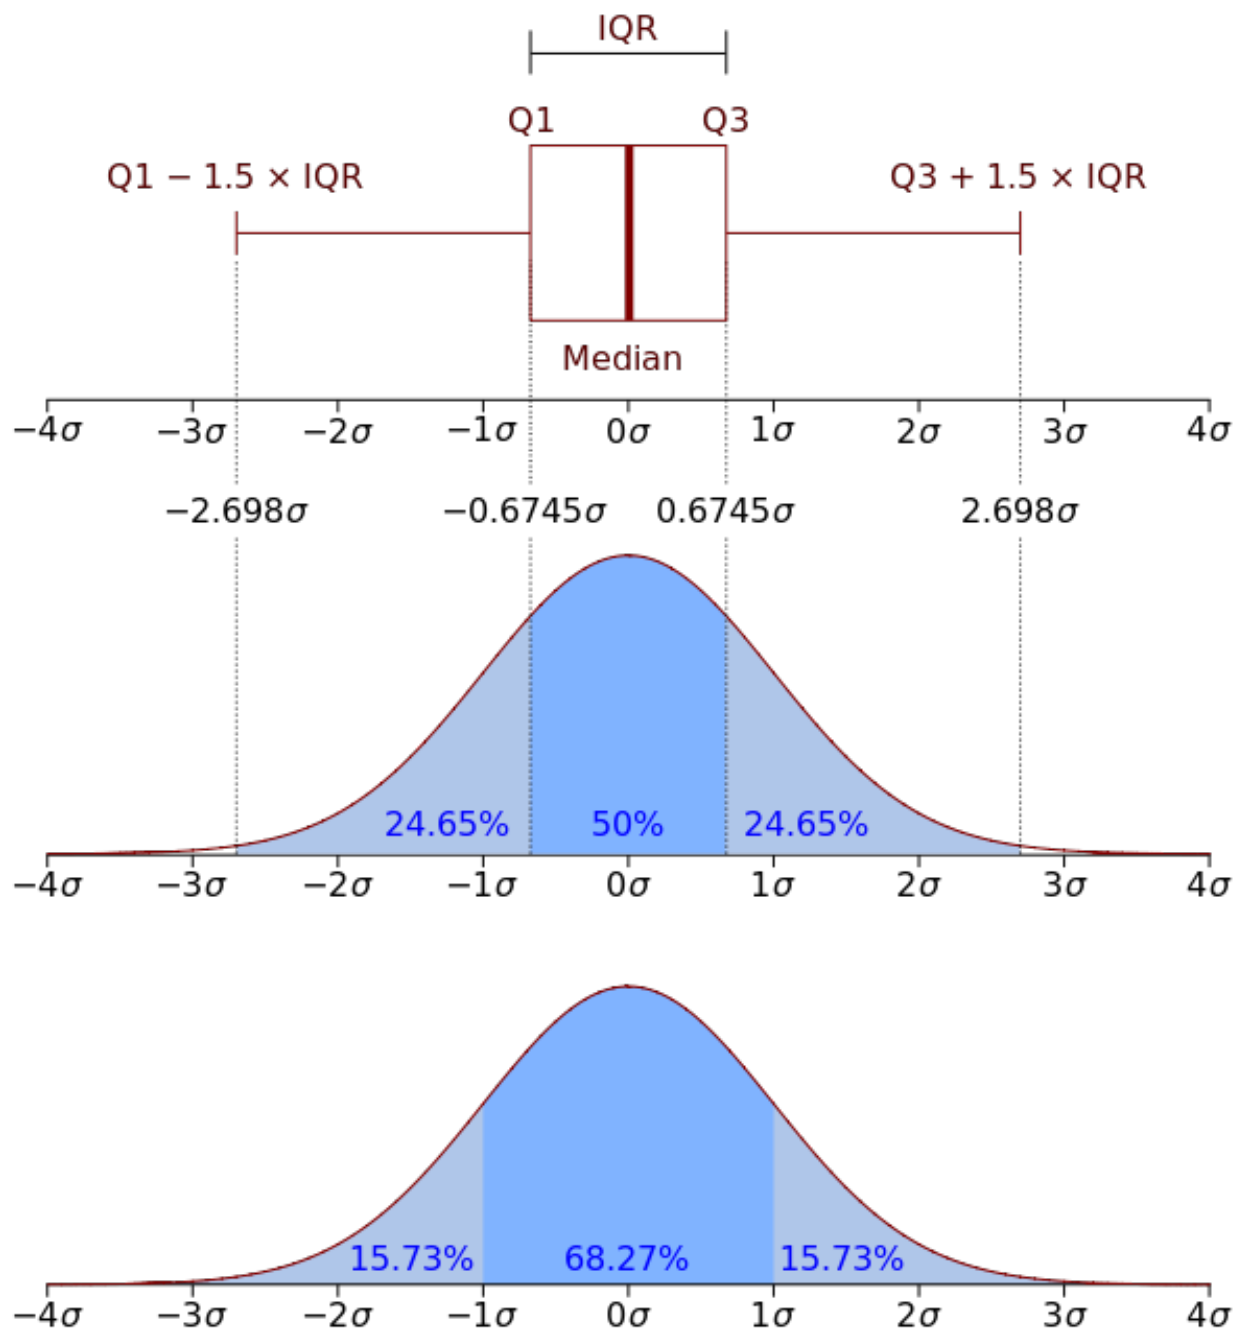 IQR
Q1 Q3
Q1 − 1.5 × IQR Q3 + 1.5 × IQR
Median
−4σ −3σ −2σ −1σ 0σ 1σ 2σ 3σ 4σ
−2.698σ −0.6745σ 0.6745σ 2.698σ
24.65% 50% 24.65%
−4σ −3σ −2σ −1σ 0σ 1σ 2σ 3σ 4σ
15.73% 68.27% 15.73%
−4σ −3σ −2σ −1σ 0σ 1σ 2σ 3σ 4σ